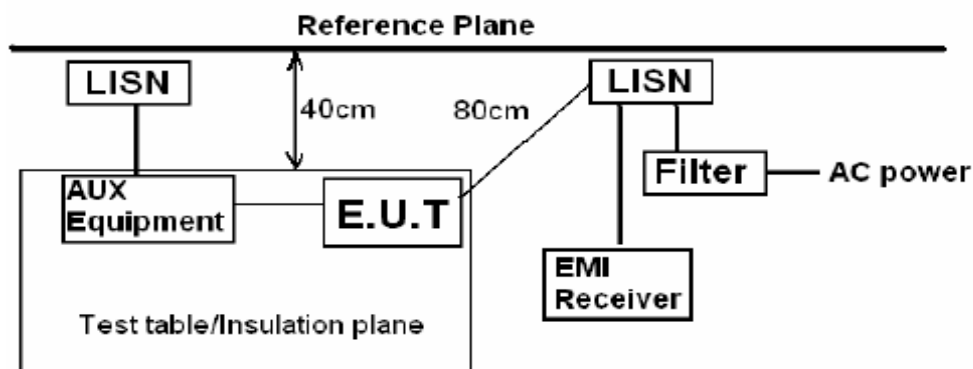 Reference Plane
LISN
40cm
80cm
LISN
Filter
AC power
AUX
Equipment
E.U.T
EMI
Receiver
Test table/Insulation plane